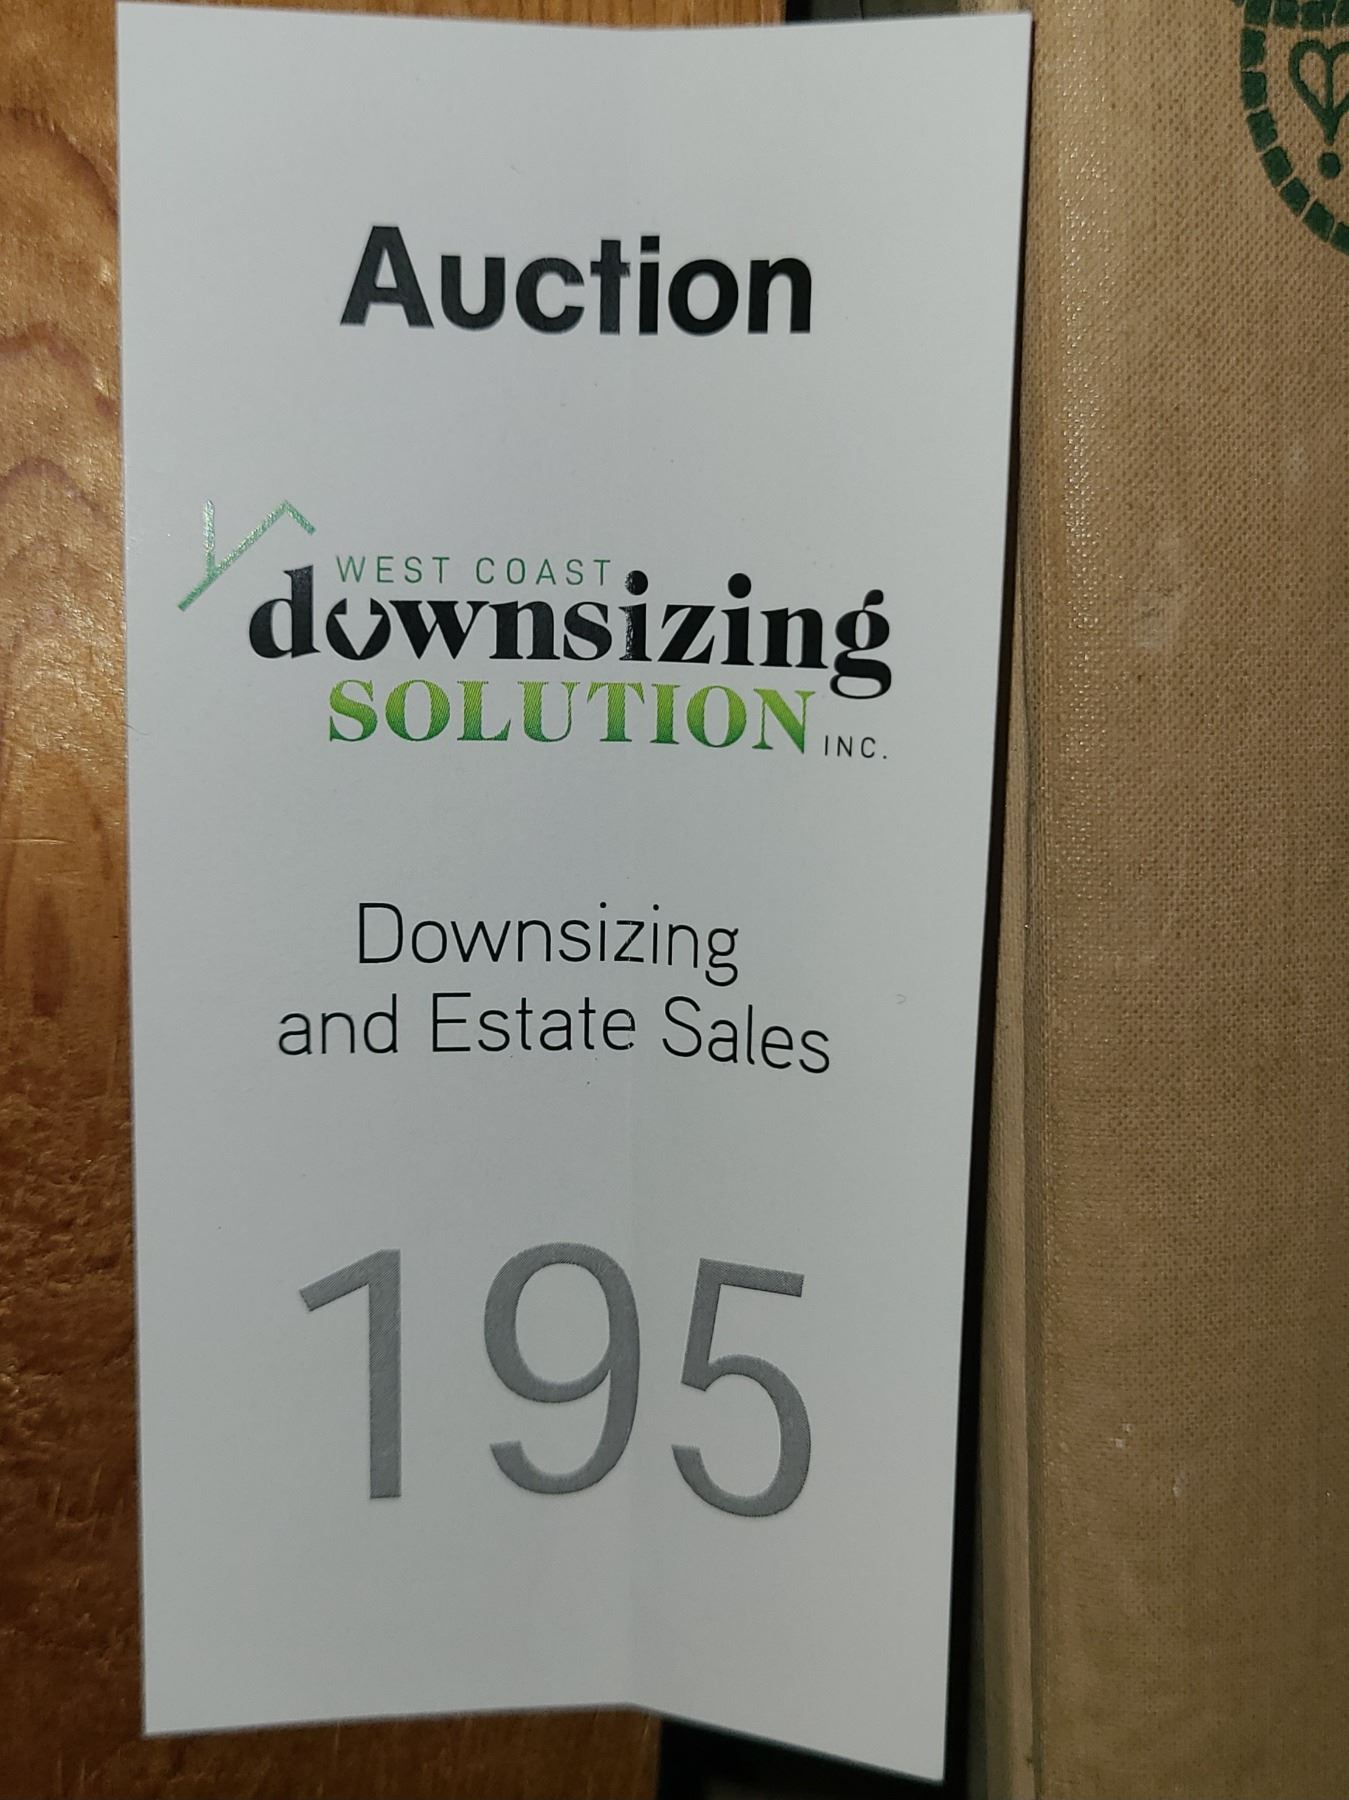 Auction
WEST COAST
downsizing
SOLUTION INC.
Downsizing
and Estate Sales
195